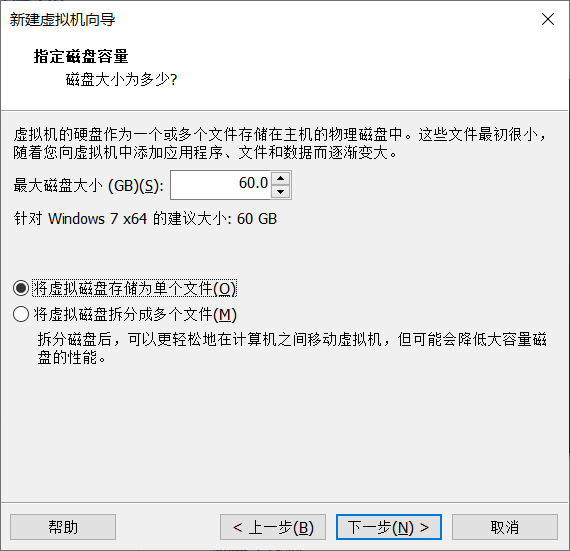 新建虚拟机向导
指定磁盘容量
磁盘大小为多少?
虚拟机的硬盘作为一个或多个文件存储在主机的物理磁盘中。这些文件最初很小，
随着您向虚拟机中添加应用程序、文件和数据而逐渐变大。
最大磁盘大小 (GB)(S): 60.0
针对 Windows 7 x64 的建议大小: 60 GB
将虚拟磁盘存储为单个文件(O)
将虚拟磁盘拆分成多个文件(M)
拆分磁盘后，可以更轻松地在计算机之间移动虚拟机，但可能会降低大容量磁
盘的性能。
帮助 < 上一步(B) 下一步(N) > 取消